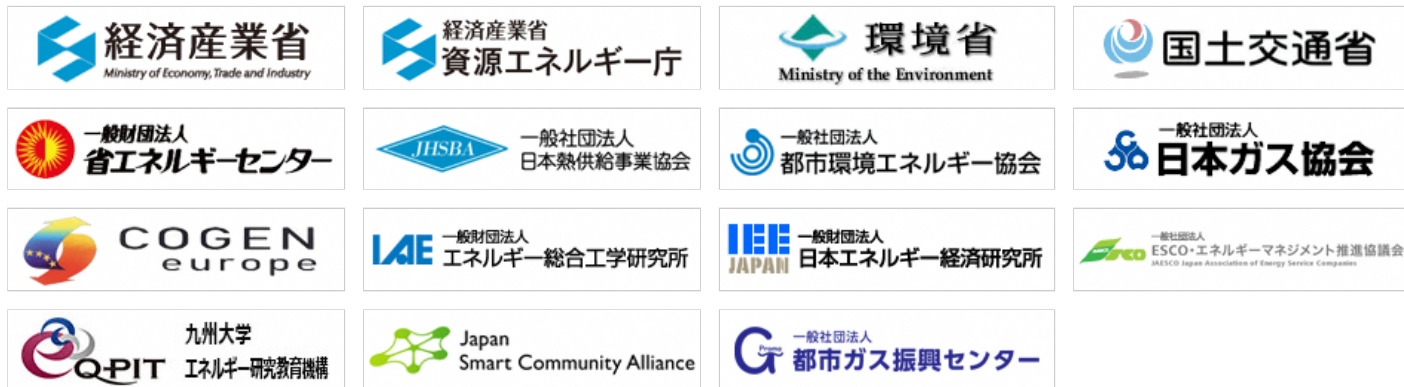 経済産業省
Ministry of Economy, Trade and Industry
経済産業省
資源エネルギー庁
環境省
Ministry of the Environment
国土交通省
一般財団法人
省エネルギーセンター
JHSBA
一般社団法人
日本熱供給事業協会
一般社団法人
都市環境エネルギー協会
一般社団法人
日本ガス協会
COGEN
europe
IAE
一般財団法人
エネルギー総合工学研究所
IEE
JAPAN
一般財団法人
日本エネルギー経済研究所
ESCO
一般社団法人
ESCO・エネルギーマネジメント推進協議会
JAESCO Japan Association of Energy Service Companies
Q-PIT
九州大学
エネルギー研究教育機構
Japan
Smart Community Alliance
一般社団法人
都市ガス振興センター